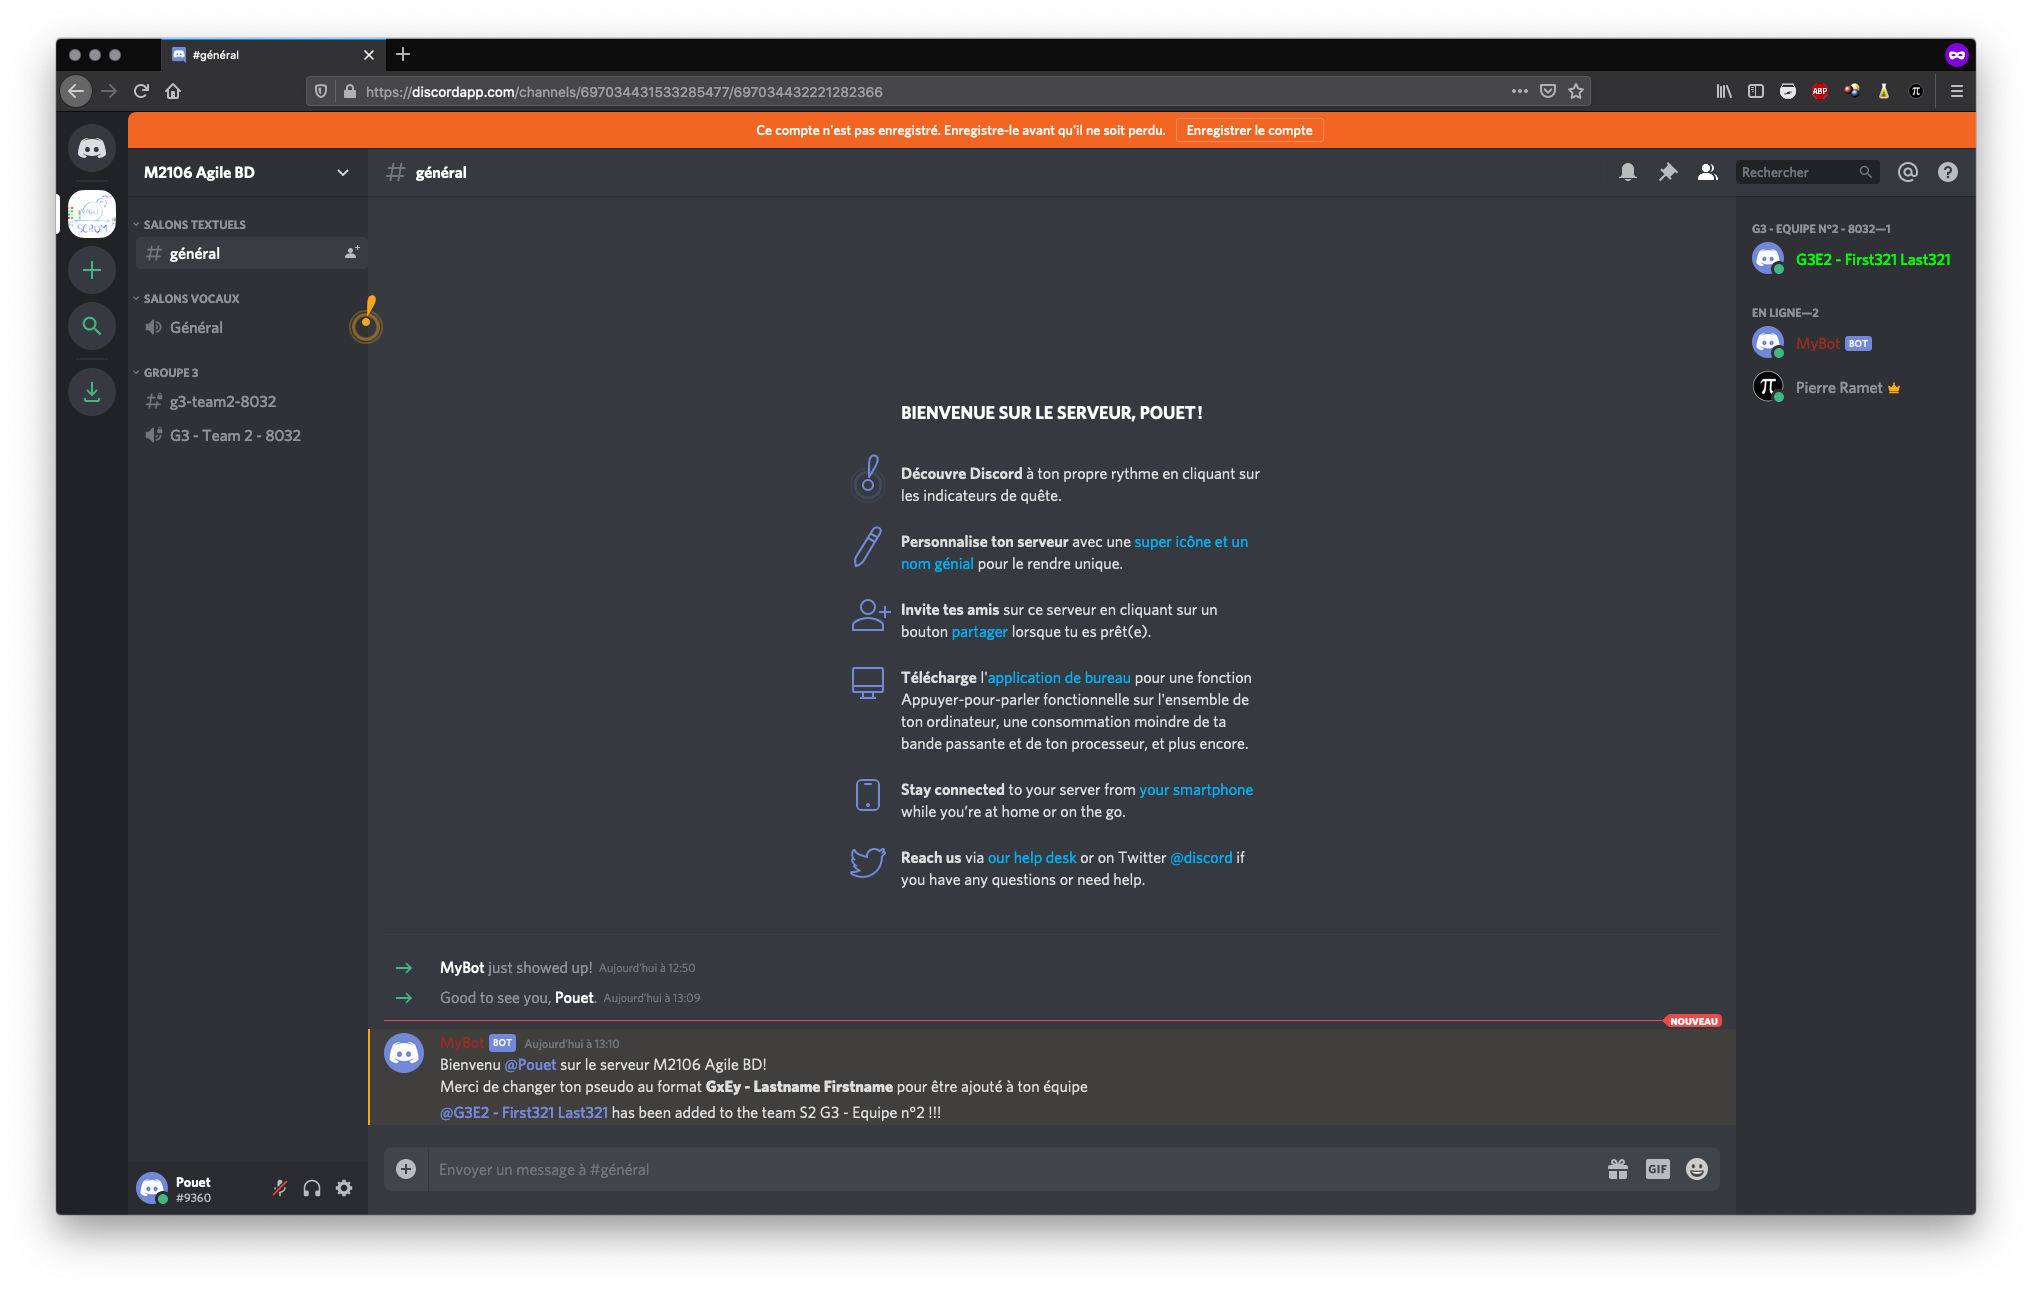 #général
https://discordapp.com/channels/697034431533285477/697034432221282366
ABP
π
Ce compte n'est pas enregistré. Enregistre-le avant qu'il ne soit perdu.
Enregistrer le compte
M2106 Agile BD
général
Rechercher
SCRUM
SALONS TEXTUELS
général
SALONS VOCAUX
Général
GROUPE 3
g3-team2-8032
G3 - Team 2 - 8032
BIENVENUE SUR LE SERVEUR, POUET !
Découvre Discord à ton propre rythme en cliquant sur
les indicateurs de quête.
Personnalise ton serveur avec une super icône et un
nom génial pour le rendre unique.
Invite tes amis sur ce serveur en cliquant sur un
bouton partager lorsque tu es prêt(e).
Télécharge l'application de bureau pour une fonction
Appuyer-pour-parler fonctionnelle sur l'ensemble de
ton ordinateur, une consommation moindre de ta
bande passante et de ton processeur, et plus encore.
Stay connected to your server from your smartphone
while you're at home or on the go.
Reach us via our help desk or on Twitter @discord if
you have any questions or need help.
MyBot just showed up! Aujourd'hui à 12:50
Good to see you, Pouet. Aujourd'hui à 13:09
NOUVEAU
MyBot BOT Aujourd'hui à 13:10
Bienvenu @Pouet sur le serveur M2106 Agile BD!
Merci de changer ton pseudo au format GxEy - Lastname Firstname pour être ajouté à ton équipe
@G3E2 - First321 Last321 has been added to the team S2 G3 - Equipe n°2 !!!
Envoyer un message à #général
GIF
Pouet
#9360
G3 - EQUIPE N°2 - 8032—1
G3E2 - First321 Last321
EN LIGNE—2
MyBot BOT
π
Pierre Ramet